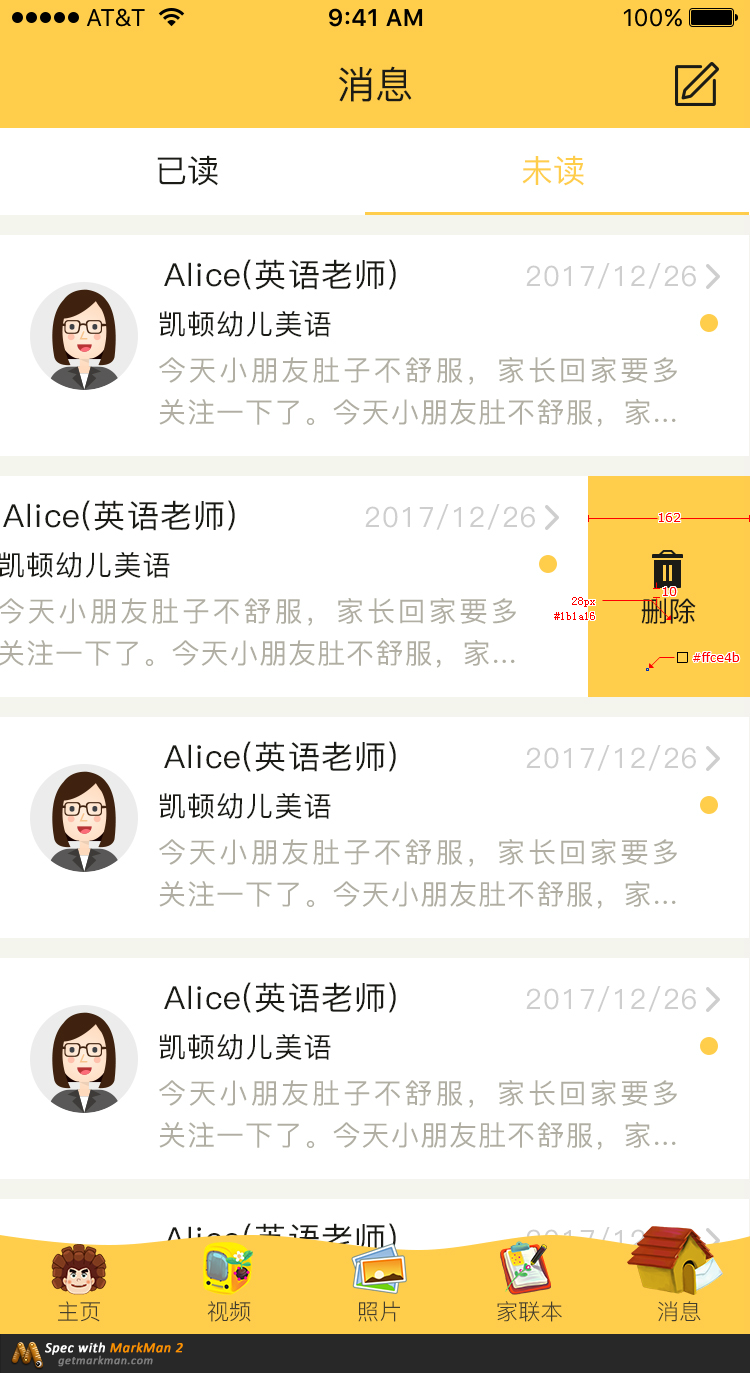 AT&T 9:41 AM 100%
消息
已读 未读
Alice(英语老师) 2017/12/26
凯顿幼儿美语
今天小朋友肚子不舒服，家长回家要多
关注一下了。今天小朋友肚不舒服，家...
Alice(英语老师) 2017/12/26
凯顿幼儿美语
今天小朋友肚子不舒服，家长回家要多
关注一下了。今天小朋友肚不舒服，家...
162
10
28px
#1b1a16
删除
#ffce4b
Alice(英语老师) 2017/12/26
凯顿幼儿美语
今天小朋友肚子不舒服，家长回家要多
关注一下了。今天小朋友肚不舒服，家...
Alice(英语老师) 2017/12/26
凯顿幼儿美语
今天小朋友肚子不舒服，家长回家要多
关注一下了。今天小朋友肚不舒服，家...
Alice(英语老师) 2017/12
主页 视频 照片 家联本 消息
Spec with MarkMan 2
getmarkman.com